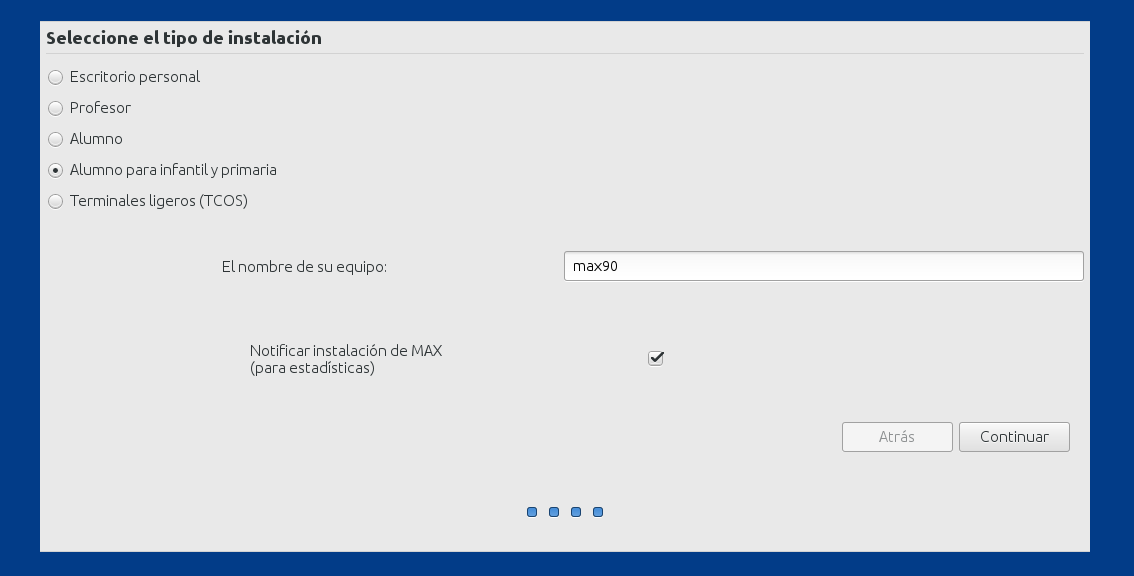 Seleccione el tipo de instalación
Escritorio personal
Profesor
Alumno
Alumno para infantil y primaria
Terminales ligeros (TCOS)
El nombre de su equipo:
max90
Notificar instalación de MAX
(para estadísticas)
Atrás
Continuar